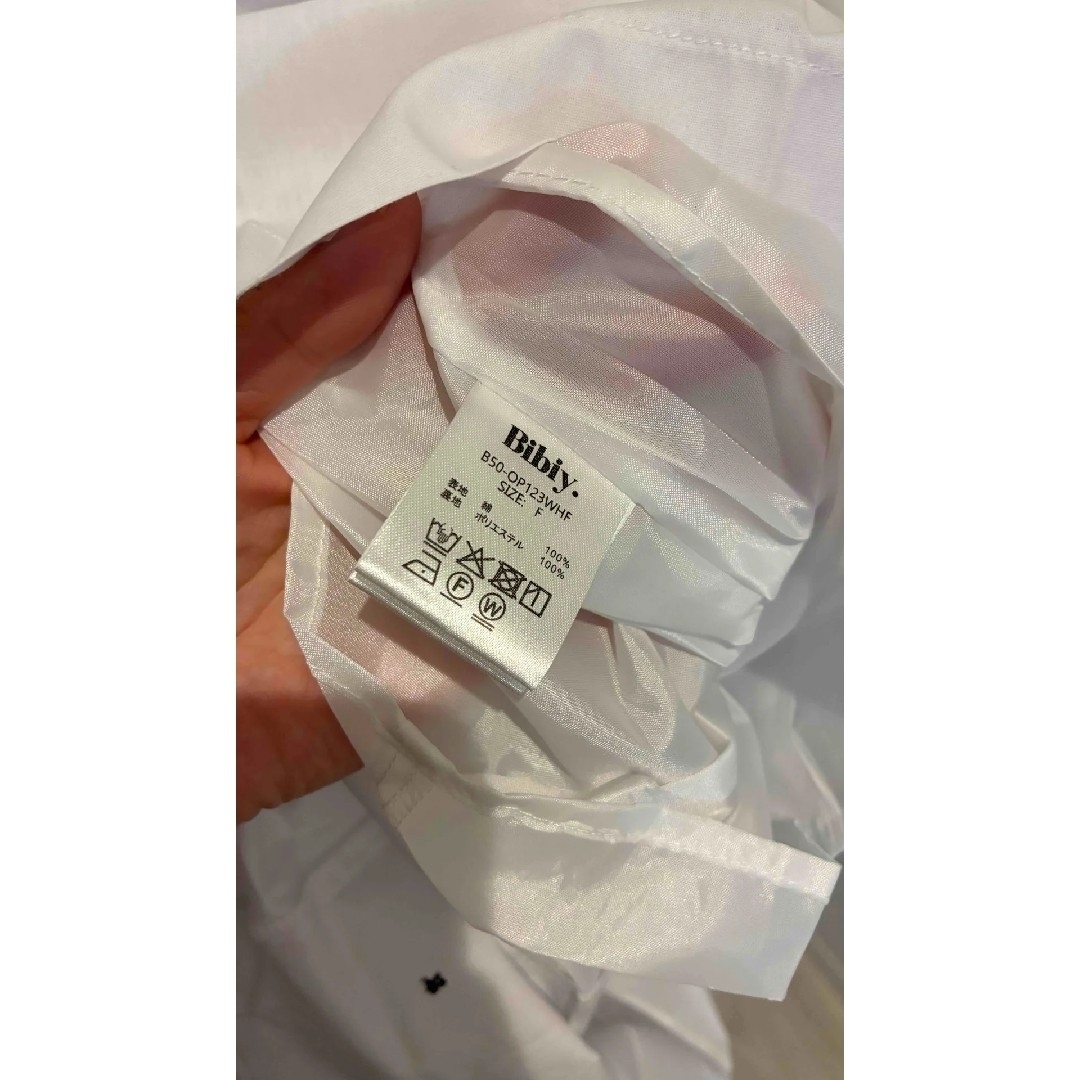 Bibiy.
B50-OP123WHF
SIZE: F
表地 綿 100%
裏地 ポリエステル 100%
F W